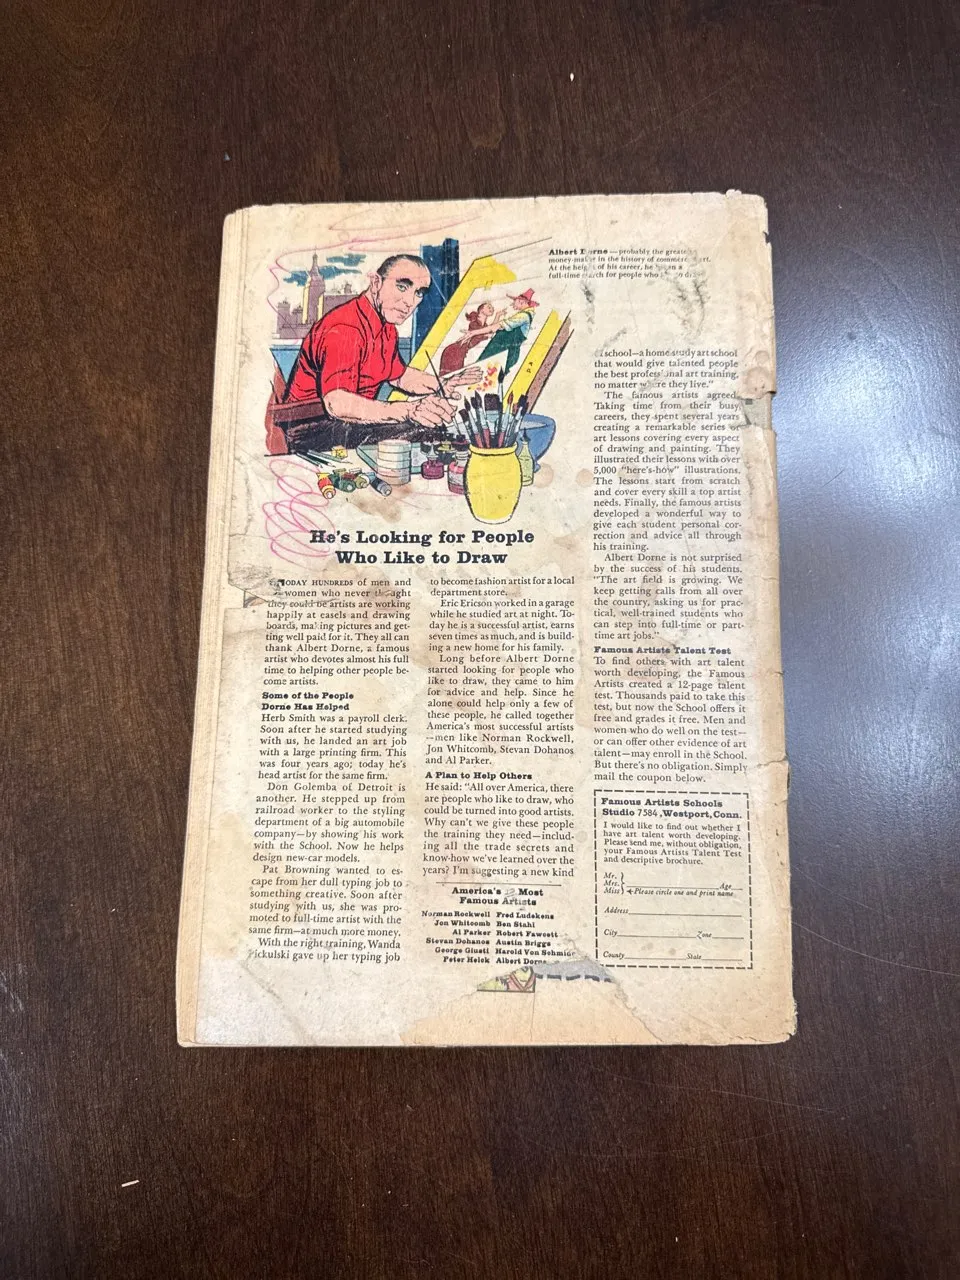 Albert D rne — probably the greates
money-maker in the history of commerc art.
At the height of his career, he began a
full-time search for people who
He's Looking for People
Who Like to Draw
TODAY HUNDREDS of men and
women who never thought
they could be artists are working
happily at easels and drawing
boards, making pictures and get-
ting well paid for it. They all can
thank Albert Dorne, a famous
artist who devotes almost his full
time to helping other people be-
come artists.
Some of the People
Dorne Has Helped
Herb Smith was a payroll clerk.
Soon after he started studying
with us, he landed an art job
with a large printing firm. This
was four years ago; today he's
head artist for the same firm.
Don Golemba of Detroit is
another. He stepped up from
railroad worker to the styling
department of a big automobile
company—by showing his work
with the School. Now he helps
design new-car models.
Pat Browning wanted to es-
cape from her dull typing job to
something creative. Soon after
studying with us, she was pro-
moted to full-time artist with the
same firm—at much more money.
With the right training, Wanda
Pickulski gave up her typing job
to become fashion artist for a local
department store.
Eric Ericson worked in a garage
while he studied art at night. To-
day he is a successful artist, earns
seven times as much, and is build-
ing a new home for his family.
Long before Albert Dorne
started looking for people who
like to draw, they came to him
for advice and help. Since he
alone could help only a few of
these people, he called together
America's most successful artists
—men like Norman Rockwell,
Jon Whitcomb, Stevan Dohanos
and Al Parker.
A Plan to Help Others
He said: "All over America, there
are people who like to draw, who
could be turned into good artists.
Why can't we give these people
the training they need—includ-
ing all the trade secrets and
know-how we've learned over the
years? I'm suggesting a new kind
America's 12 Most
Famous Artists
Norman Rockwell Fred Ludekens
Jon Whitcomb Ben Stahl
Al Parker Robert Fawcett
Stevan Dohanos Austin Briggs
George Giusti Harold Von Schmidt
Peter Helck Albert Dorne
of school—a home study art school
that would give talented people
the best professional art training,
no matter where they live."
The famous artists agreed.
Taking time from their busy
careers, they spent several years
creating a remarkable series of
art lessons covering every aspect
of drawing and painting. They
illustrated their lessons with over
5,000 "here's-how" illustrations.
The lessons start from scratch
and cover every skill a top artist
needs. Finally, the famous artists
developed a wonderful way to
give each student personal cor-
rection and advice all through
his training.
Albert Dorne is not surprised
by the success of his students.
"The art field is growing. We
keep getting calls from all over
the country, asking us for prac-
tical, well-trained students who
can step into full-time or part-
time art jobs."
Famous Artists Talent Test
To find others with art talent
worth developing, the Famous
Artists created a 12-page talent
test. Thousands paid to take this
test, but now the School offers it
free and grades it free. Men and
women who do well on the test—
or can offer other evidence of art
talent—may enroll in the School.
But there's no obligation. Simply
mail the coupon below.
Famous Artists Schools
Studio 7584, Westport, Conn.
I would like to find out whether I
have art talent worth developing.
Please send me, without obligation,
your Famous Artists Talent Test
and descriptive brochure.
Mr.
Mrs. Age
Miss Please circle one and print name
Address
City Zone
County State